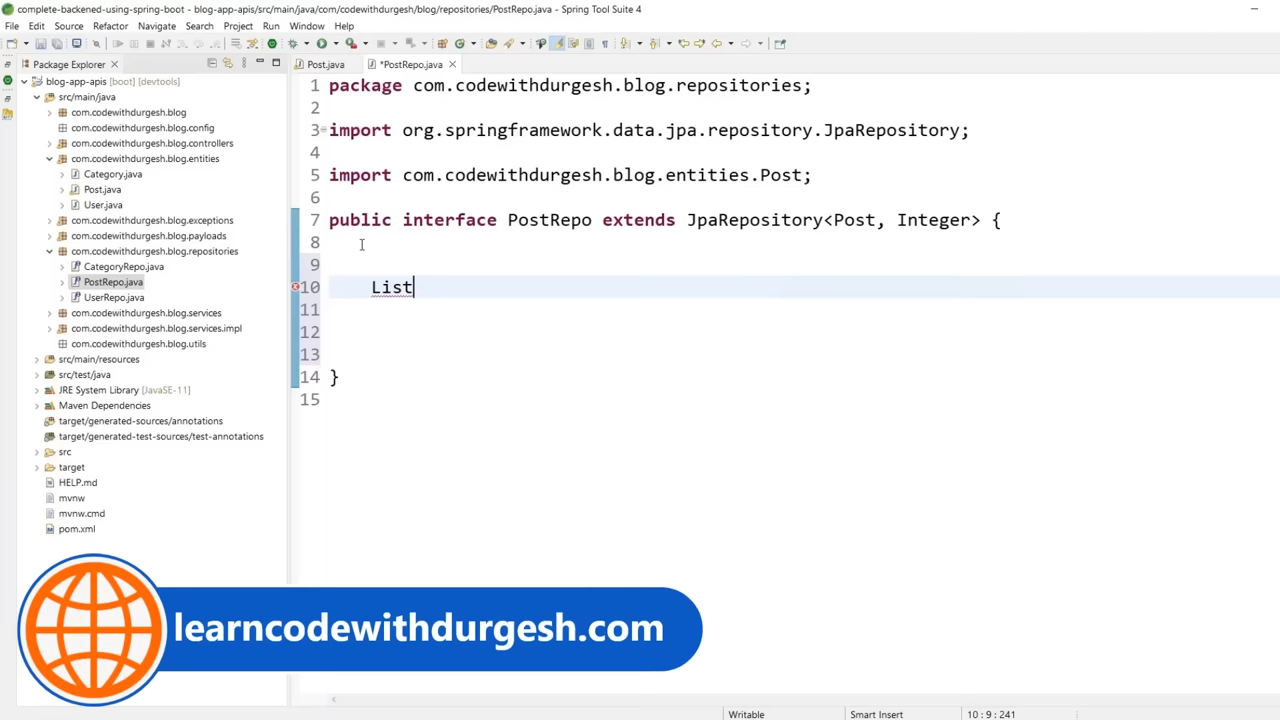 complete-backened-using-spring-boot - blog-app-apis/src/main/java/com/codewithdurgesh/blog/repositories/PostRepo.java - Spring Tool Suite 4
File Edit Source Refactor Navigate Search Project Run Window Help
Package Explorer
Post.java
*PostRepo.java
blog-app-apis [boot] [devtools]
src/main/java
com.codewithdurgesh.blog
com.codewithdurgesh.blog.config
com.codewithdurgesh.blog.controllers
com.codewithdurgesh.blog.entities
Category.java
Post.java
User.java
com.codewithdurgesh.blog.exceptions
com.codewithdurgesh.blog.payloads
com.codewithdurgesh.blog.repositories
CategoryRepo.java
PostRepo.java
UserRepo.java
com.codewithdurgesh.blog.services
com.codewithdurgesh.blog.services.impl
com.codewithdurgesh.blog.utils
src/main/resources
src/test/java
JRE System Library [JavaSE-11]
Maven Dependencies
target/generated-sources/annotations
target/generated-test-sources/test-annotations
src
target
HELP.md
mvnw
mvnw.cmd
pom.xml
1 package com.codewithdurgesh.blog.repositories;
2
3 import org.springframework.data.jpa.repository.JpaRepository;
4
5 import com.codewithdurgesh.blog.entities.Post;
6
7 public interface PostRepo extends JpaRepository<Post, Integer> {
8
9
10 List
11
12
13
14 }
15
learncodewithdurgesh.com
Writable Smart Insert 10 : 9 : 241